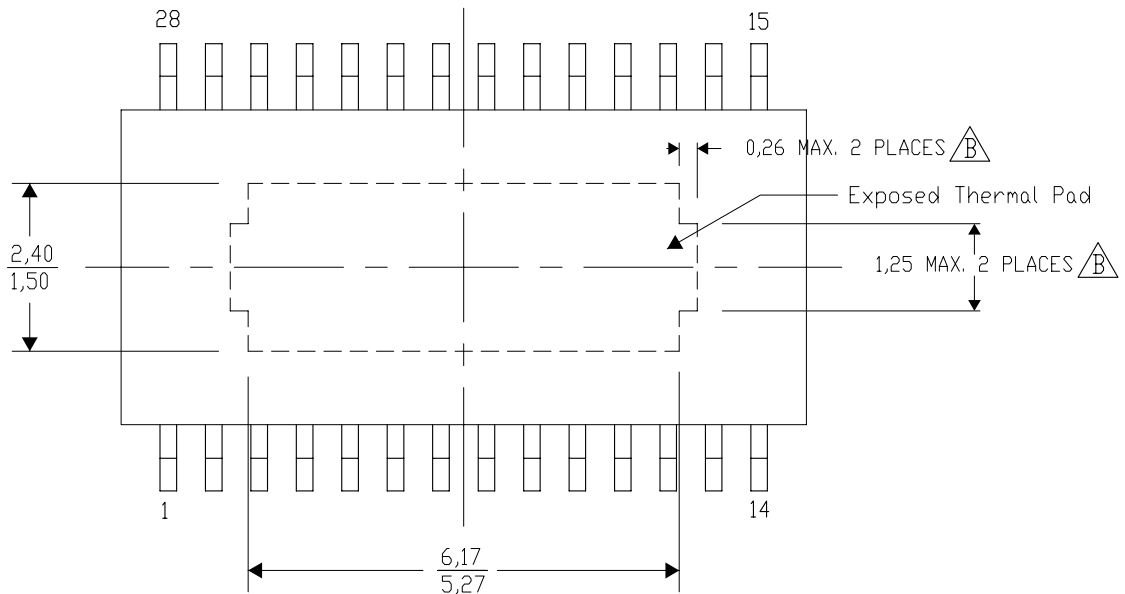 28
15
0,26 MAX. 2 PLACES B
Exposed Thermal Pad
2,40
1,50
1,25 MAX. 2 PLACES B
1
14
6,17
5,27